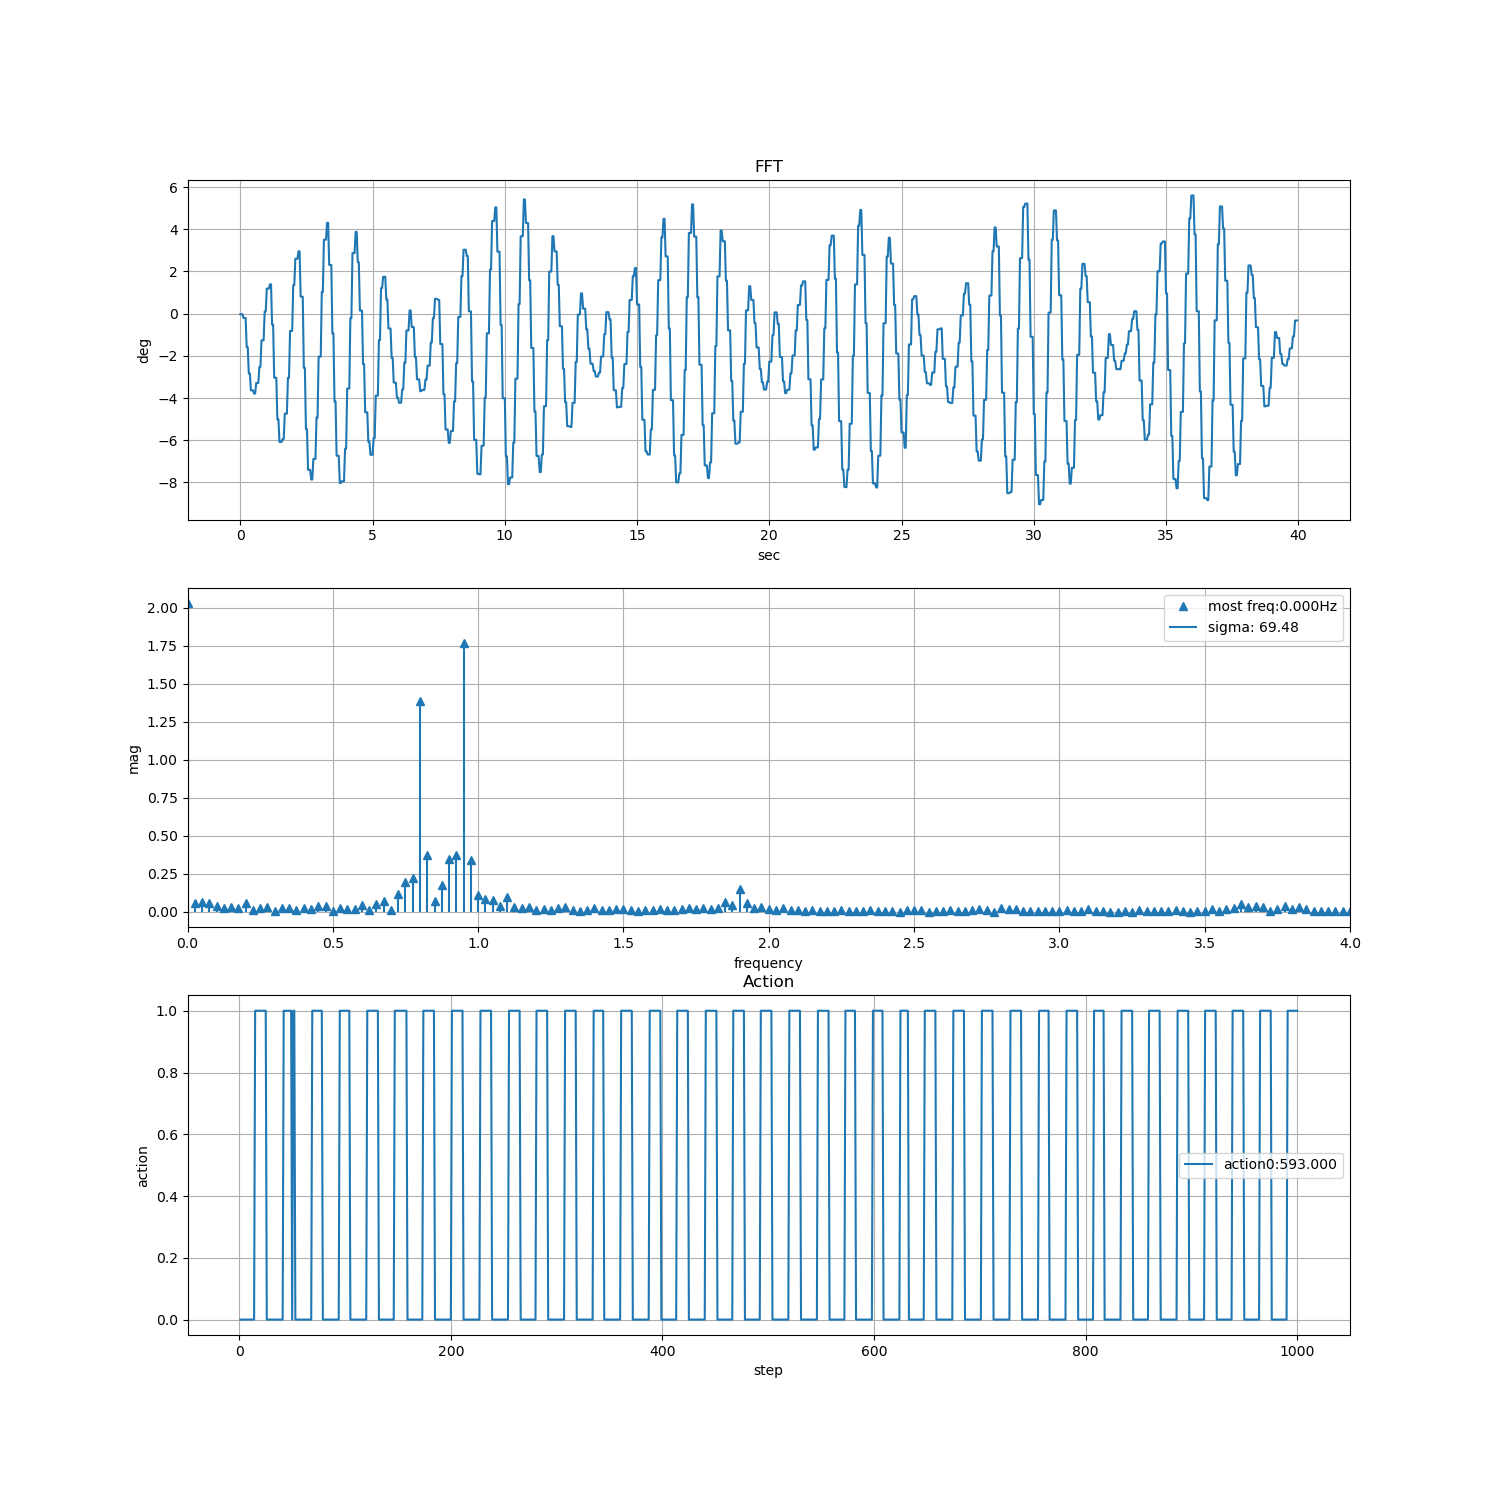 FFT
6
4
2
0
−2
−4
−6
−8
deg
0 5 10 15 20 25 30 35 40
sec
most freq:0.000Hz
sigma: 69.48
2.00
1.75
1.50
1.25
1.00
0.75
0.50
0.25
0.00
mag
0.0 0.5 1.0 1.5 2.0 2.5 3.0 3.5 4.0
frequency
Action
1.0
0.8
0.6
0.4
0.2
0.0
action
action0:593.000
0 200 400 600 800 1000
step